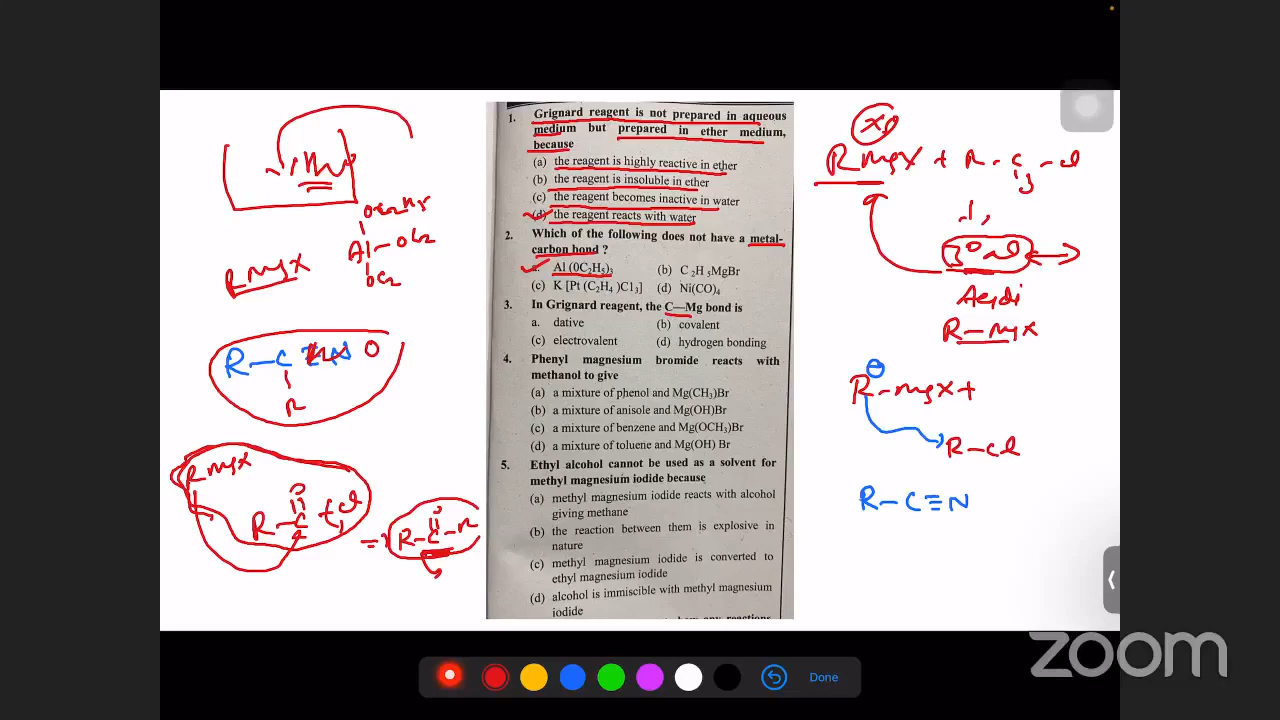 1. Grignard reagent is not prepared in aqueous
medium but prepared in ether medium,
because
(a) the reagent is highly reactive in ether
(b) the reagent is insoluble in ether
(c) the reagent becomes inactive in water
(d) the reagent reacts with water
2. Which of the following does not have a metal-
carbon bond ?
a. Al (0C₂H₅)₃ (b) C ₂H ₅MgBr
(c) K [Pt (C₂H₄ )Cl₃] (d) Ni(CO)₄
3. In Grignard reagent, the C—Mg bond is
a. dative (b) covalent
(c) electrovalent (d) hydrogen bonding
4. Phenyl magnesium bromide reacts with
methanol to give
(a) a mixture of phenol and Mg(CH₃)Br
(b) a mixture of anisole and Mg(OH)Br
(c) a mixture of benzene and Mg(OCH₃)Br
(d) a mixture of toluene and Mg(OH) Br
5. Ethyl alcohol cannot be used as a solvent for
methyl magnesium iodide because
(a) methyl magnesium iodide reacts with alcohol
giving methane
(b) the reaction between them is explosive in
nature
(c) methyl magnesium iodide is converted to
ethyl magnesium iodide
(d) alcohol is immiscible with methyl magnesium
iodide
Al
R mgx
R mgx
R-mgx
R-mgx+
R-cl
R-C≡N
Done
zoom